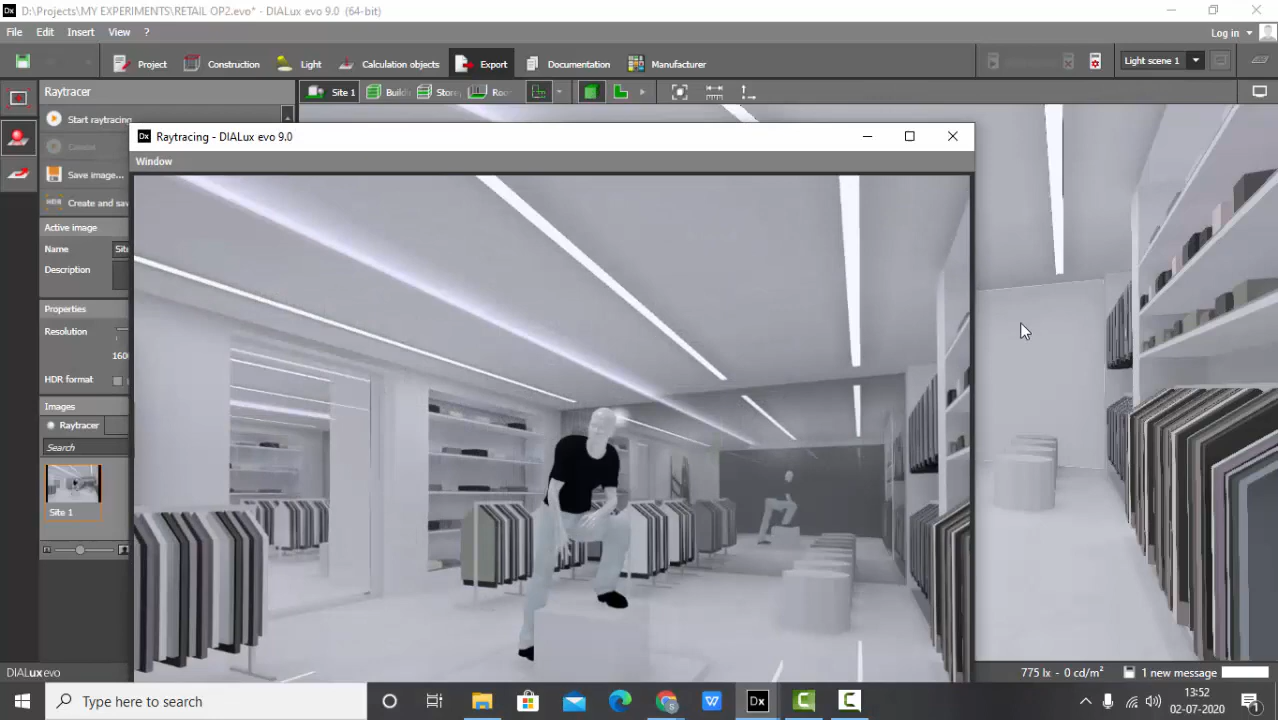 D:\Projects\MY EXPERIMENTS\RETAIL OP2.evo* - DIALux evo 9.0 (64-bit)
File Edit Insert View ? Log in
Project Construction Light Calculation objects Export Documentation Manufacturer Light scene 1
Raytracer Site 1
Start raytracing
Raytracing - DIALux evo 9.0
Cancel
Window
Save image...
HDR Create and sav
Active image
Name Site
Description
Properties
Resolution
1600
HDR format
Images
Raytracer
Search
Site 1
DIALux evo 775 lx - 0 cd/m² 1 new message
Type here to search
13:52
02-07-2020